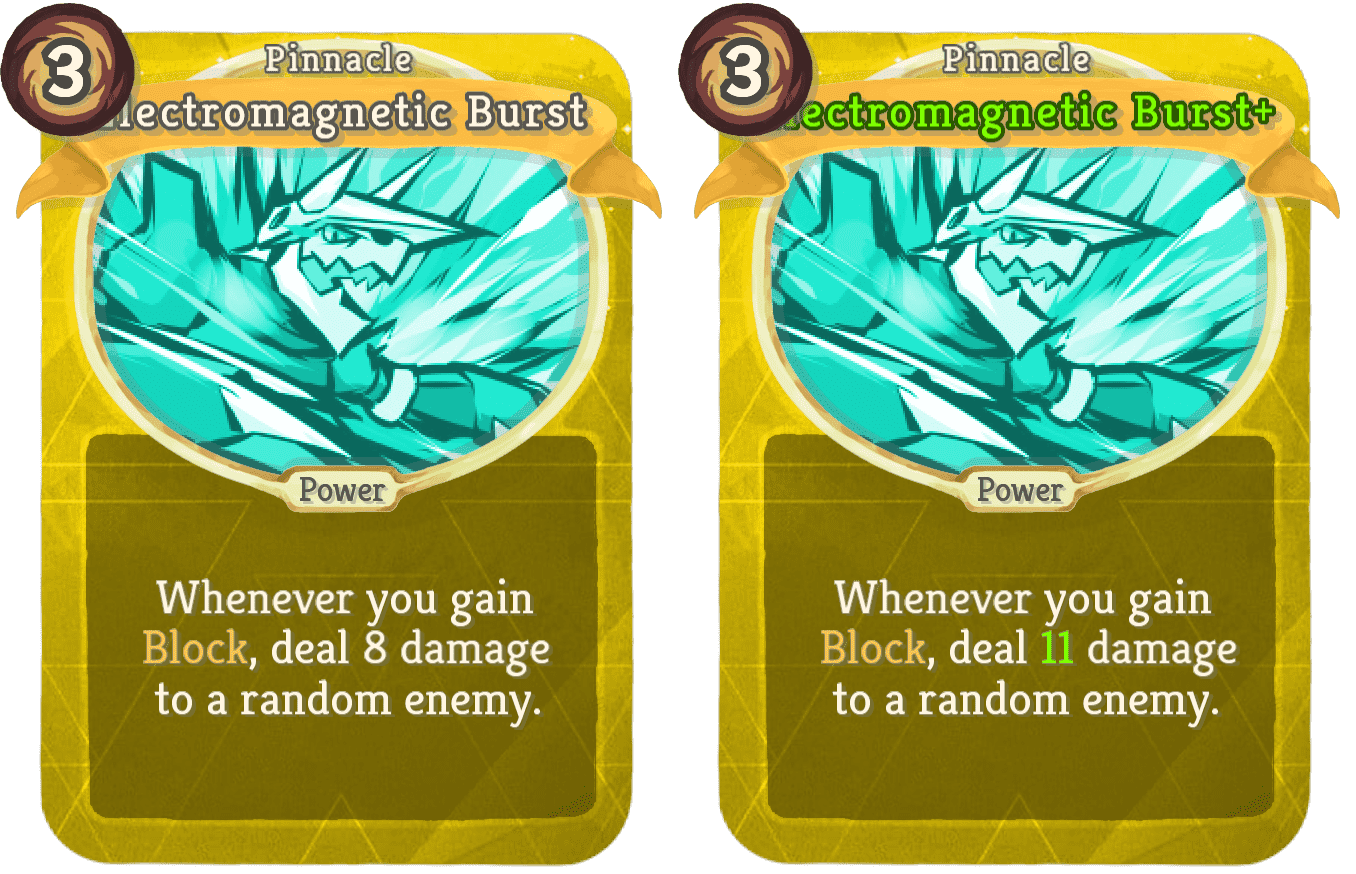 3
Pinnacle
lectromagnetic Burst
Power
Whenever you gain
Block, deal 8 damage
to a random enemy.
3
Pinnacle
lectromagnetic Burst+
Power
Whenever you gain
Block, deal 11 damage
to a random enemy.